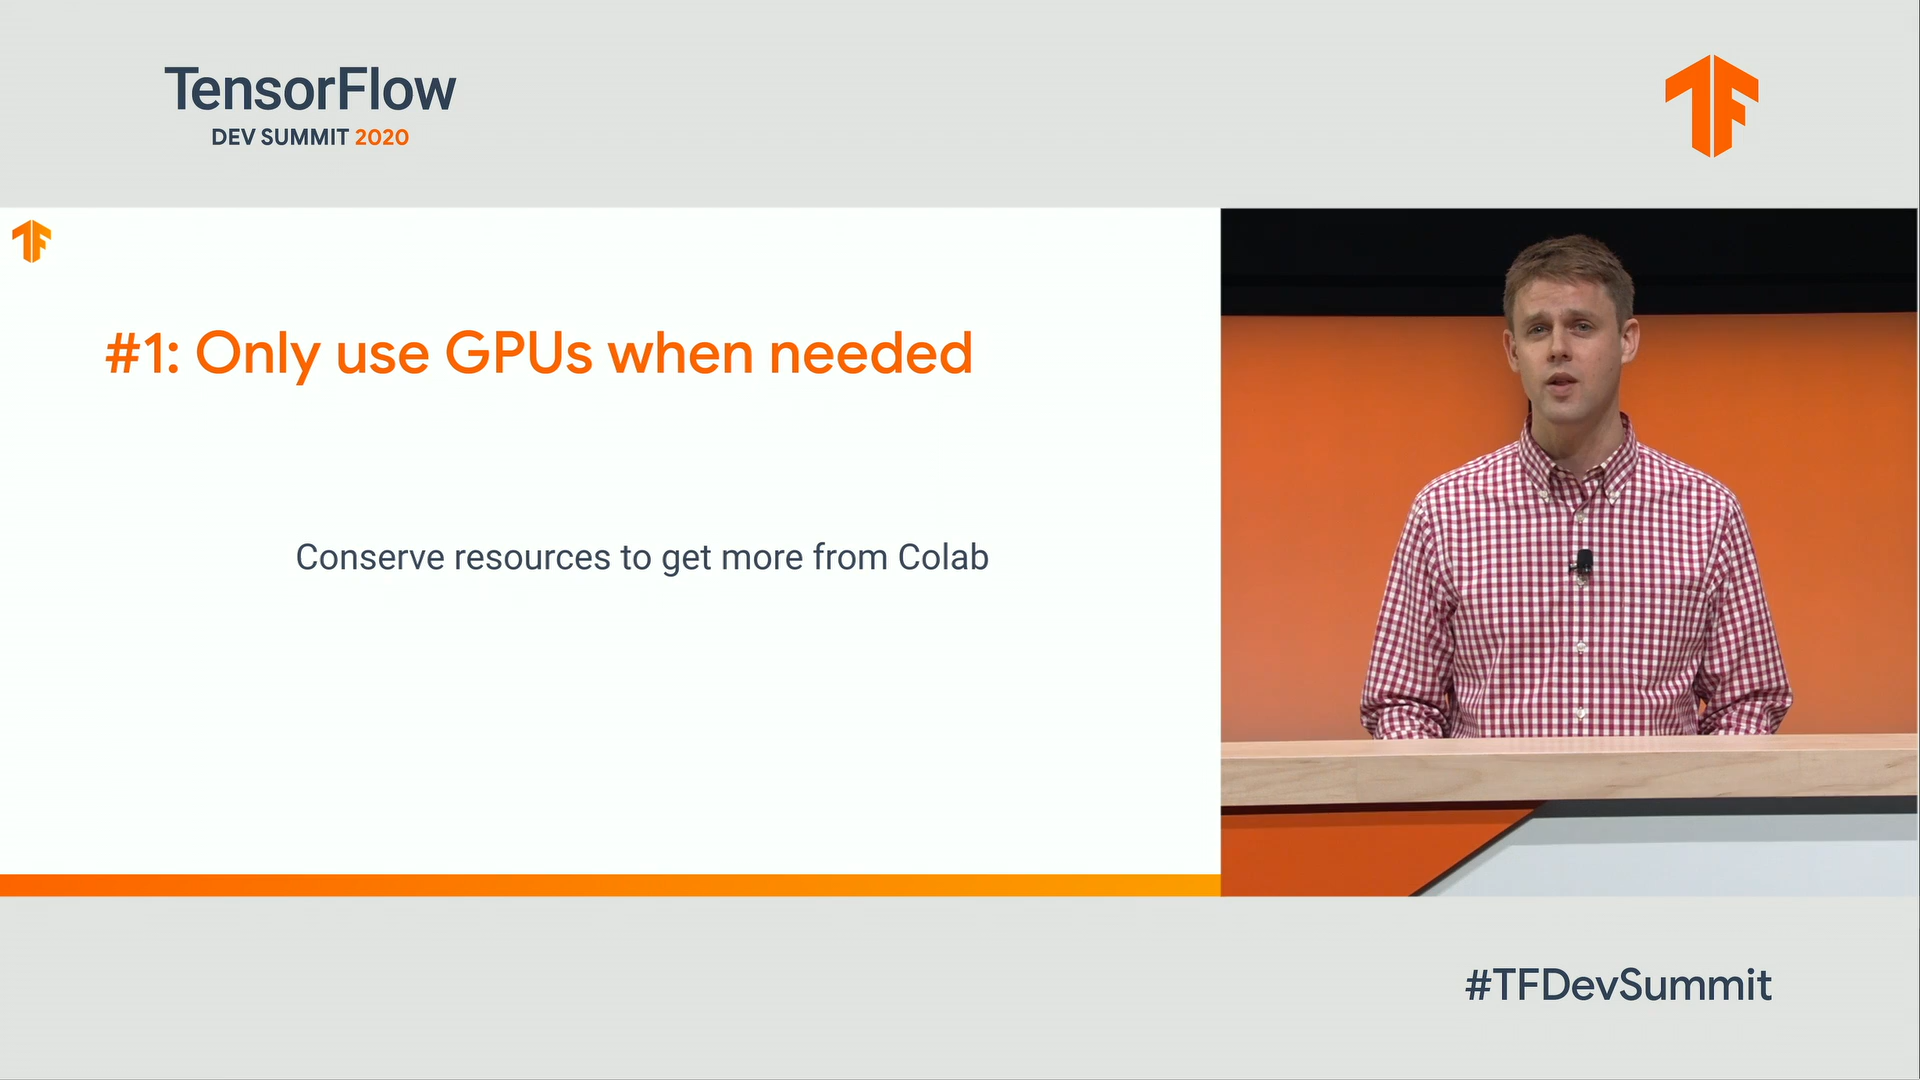 TensorFlow
DEV SUMMIT 2020
#1: Only use GPUs when needed
Conserve resources to get more from Colab
#TFDevSummit